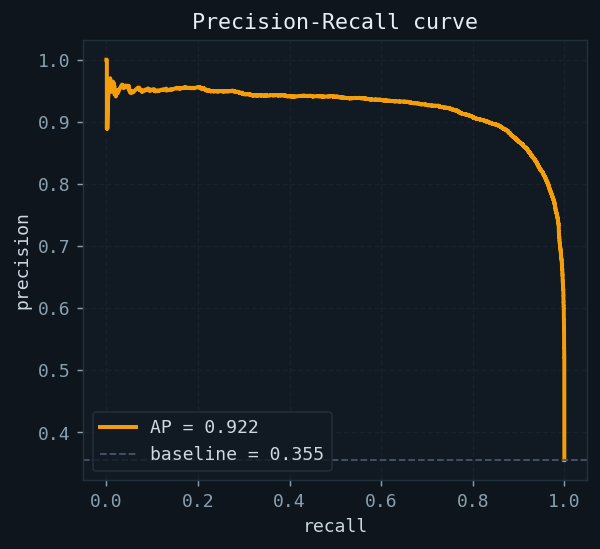 Precision-Recall curve
1.0
0.9
0.8
0.7
0.6
0.5
0.4
precision
AP = 0.922
baseline = 0.355
0.0 0.2 0.4 0.6 0.8 1.0
recall